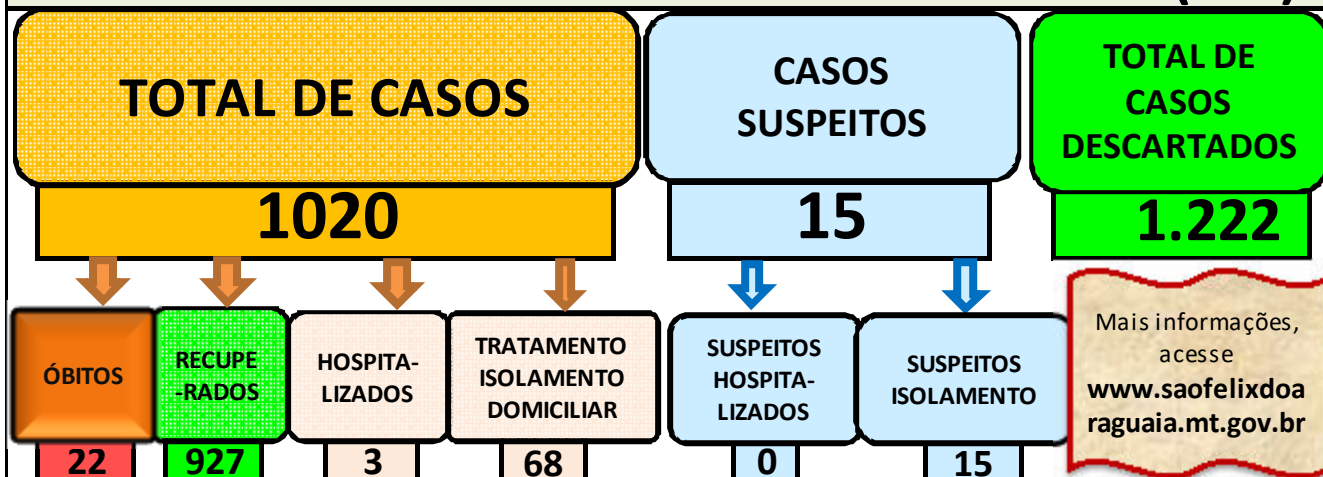 TOTAL DE CASOS
1020
CASOS
SUSPEITOS
15
TOTAL DE
CASOS
DESCARTADOS
1.222
ÓBITOS
22
RECUPE
-RADOS
927
HOSPITA-
LIZADOS
3
TRATAMENTO
ISOLAMENTO
DOMICILIAR
68
SUSPEITOS
HOSPITA-
LIZADOS
0
SUSPEITOS
ISOLAMENTO
15
Mais informações,
acesse
www.saofelixdoa
raguaia.mt.gov.br